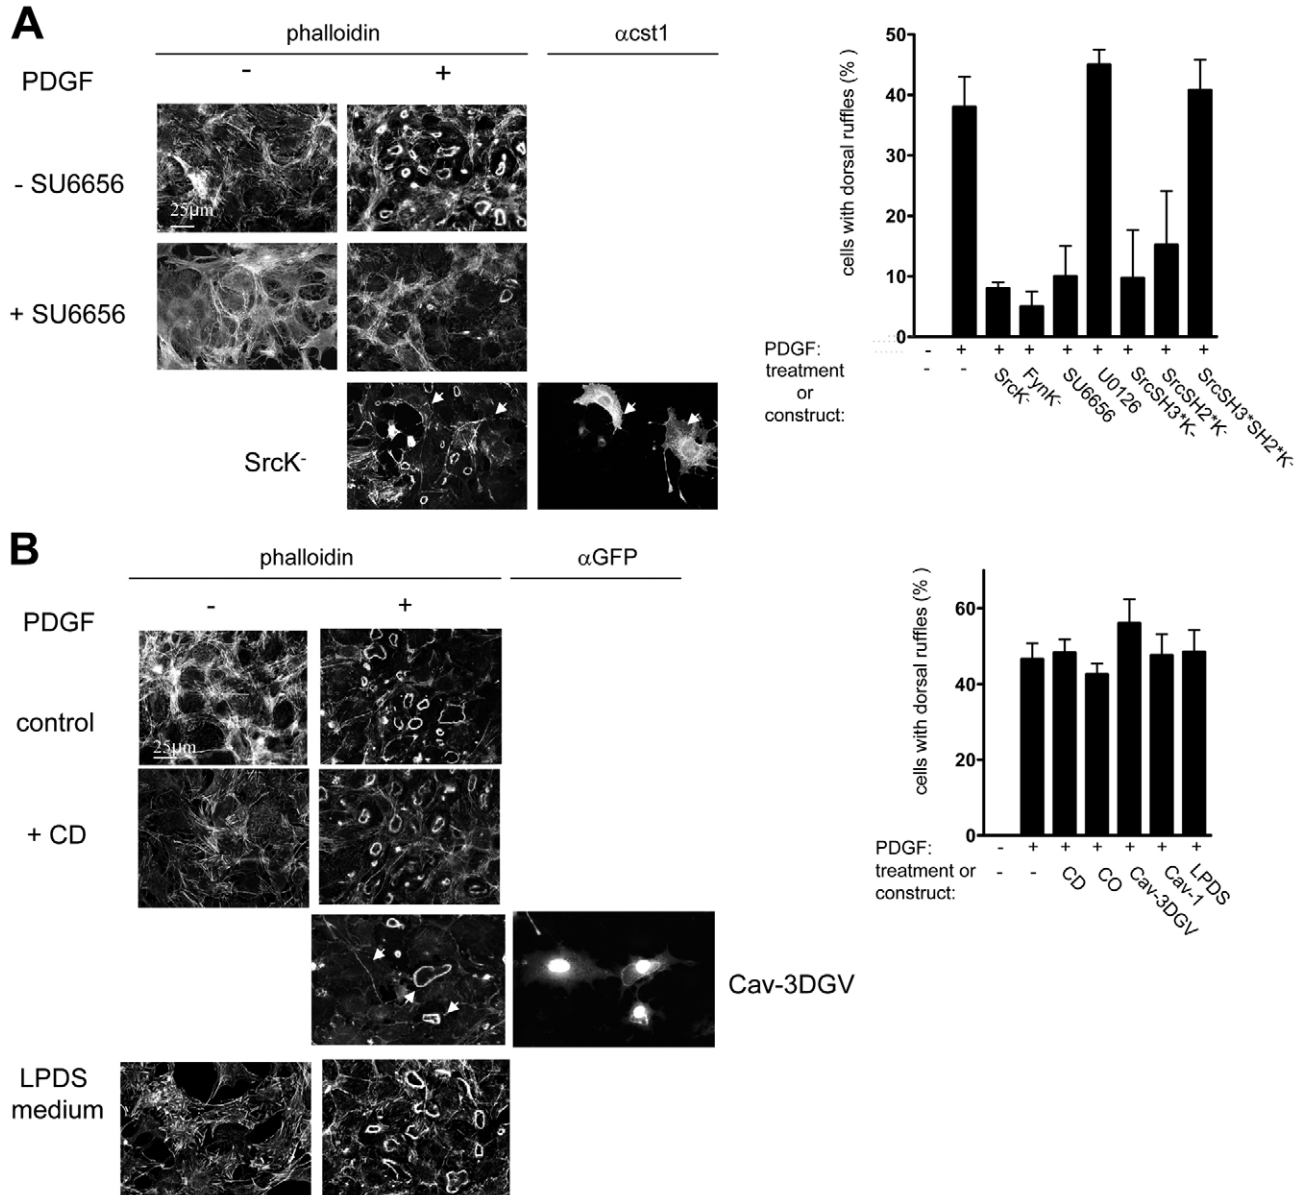 A
phalloidin
αcst1
PDGF
-
+
- SU6656
25µm
+ SU6656
SrcK-
cells with dorsal ruffles (% )
50
40
30
20
10
0
PDGF:
- + + + + + + + +
treatment
or
construct:
- -
SrcK-
FynK-
SU6656
U0126
SrcSH3*K-
SrcSH2*K-
SrcSH3*SH2*K-
B
phalloidin
αGFP
PDGF
-
+
control
25µm
+ CD
Cav-3DGV
LPDS
medium
cells with dorsal ruffles (% )
60
40
20
0
PDGF:
- + + + + + +
treatment or
construct:
- -
CD
CO
Cav-3DGV
Cav-1
LPDS